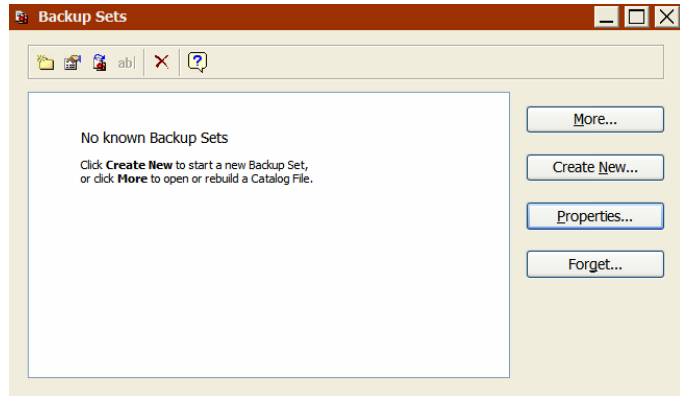 Backup Sets
ab
No known Backup Sets
Click Create New to start a new Backup Set,
or click More to open or rebuild a Catalog File.
More...
Create New...
Properties...
Forget...